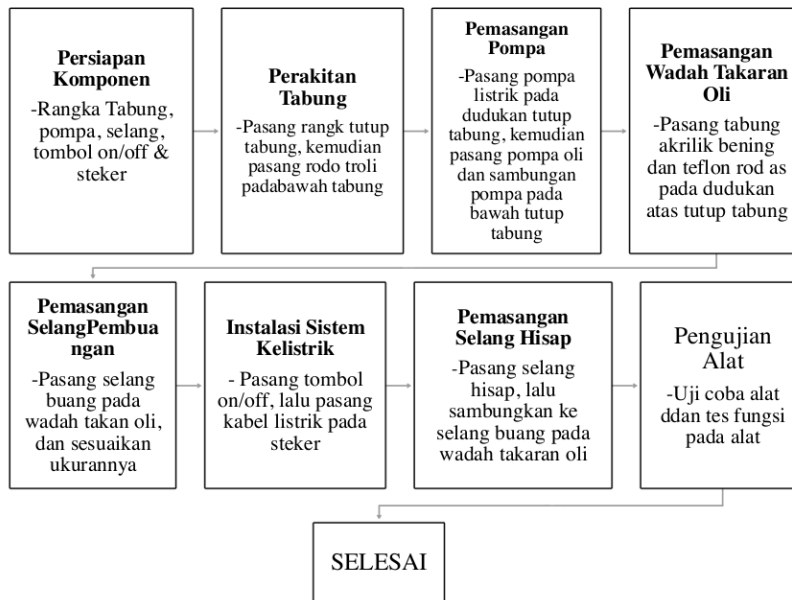 Persiapan
Komponen
-Rangka Tabung,
pompa, selang,
tombol on/off &
steker
Perakitan
Tabung
-Pasang rangk tutup
tabung, kemudian
pasang rodo troli
padabawah tabung
Pemasangan
Pompa
-Pasang pompa
listrik pada
dudukan tutup
tabung, kemudian
pasang pompa oli
dan sambungan
pompa pada
bawah tutup
tabung
Pemasangan
Wadah Takaran
Oli
-Pasang tabung
akrilik bening
dan teflon rod as
pada dudukan
atas tutup tabung
Pemasangan
SelangPembua
ngan
-Pasang selang
buang pada
wadah takan oli,
dan sesuaikan
ukurannya
Instalasi Sistem
Kelistrik
- Pasang tombol
on/off, lalu pasang
kabel listrik pada
steker
Pemasangan
Selang Hisap
-Pasang selang
hisap, lalu
sambungkan ke
selang buang pada
wadah takaran oli
Pengujian
Alat
-Uji coba alat
ddan tes fungsi
pada alat
SELESAI